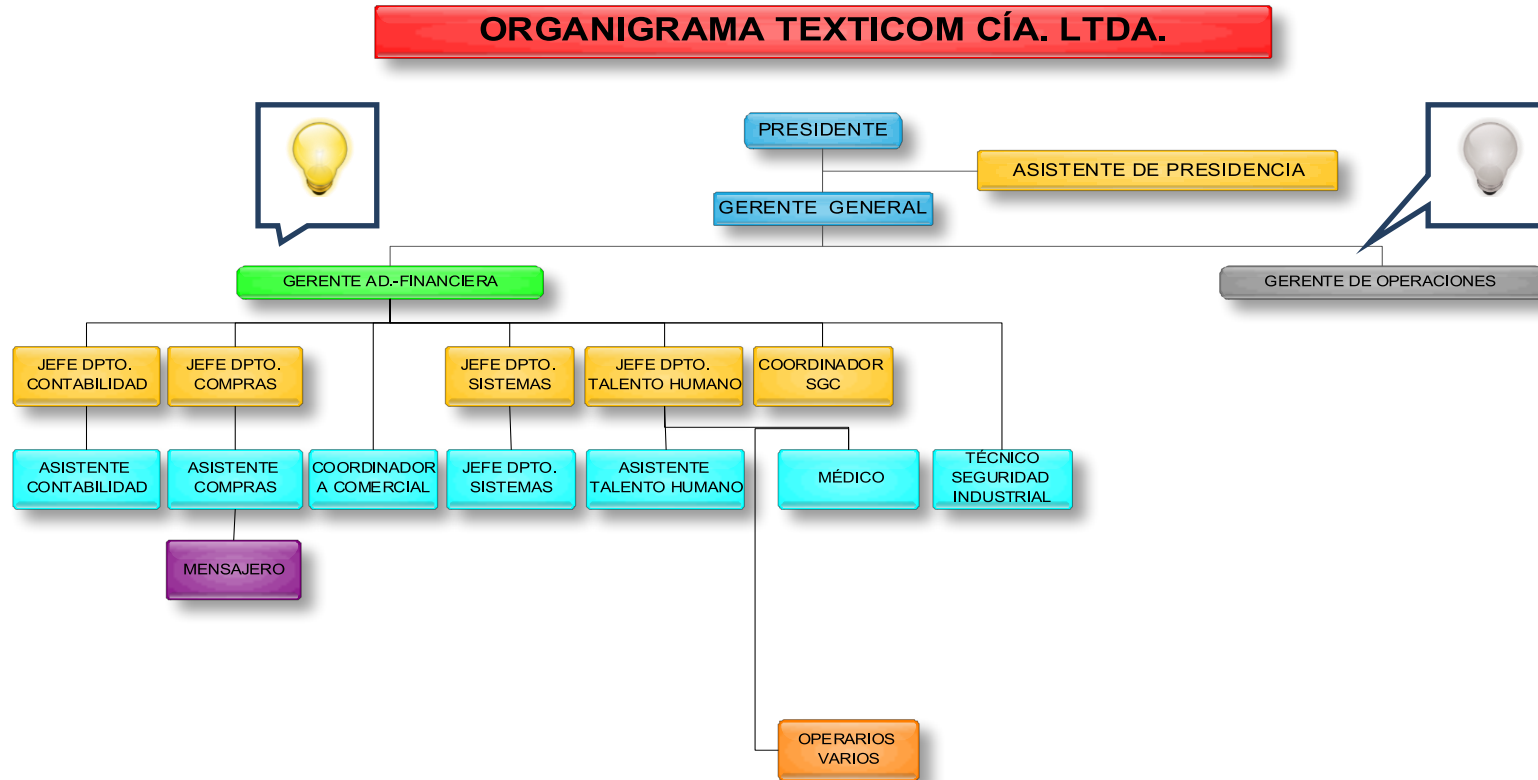 ORGANIGRAMA TEXTICOM CÍA. LTDA.
PRESIDENTE
ASISTENTE DE PRESIDENCIA
GERENTE GENERAL
GERENTE AD.-FINANCIERA
GERENTE DE OPERACIONES
JEFE DPTO.
CONTABILIDAD
JEFE DPTO.
COMPRAS
JEFE DPTO.
SISTEMAS
JEFE DPTO.
TALENTO HUMANO
COORDINADOR
SGC
ASISTENTE
CONTABILIDAD
ASISTENTE
COMPRAS
COORDINADOR
A COMERCIAL
JEFE DPTO.
SISTEMAS
ASISTENTE
TALENTO HUMANO
MÉDICO
TÉCNICO
SEGURIDAD
INDUSTRIAL
MENSAJERO
OPERARIOS
VARIOS